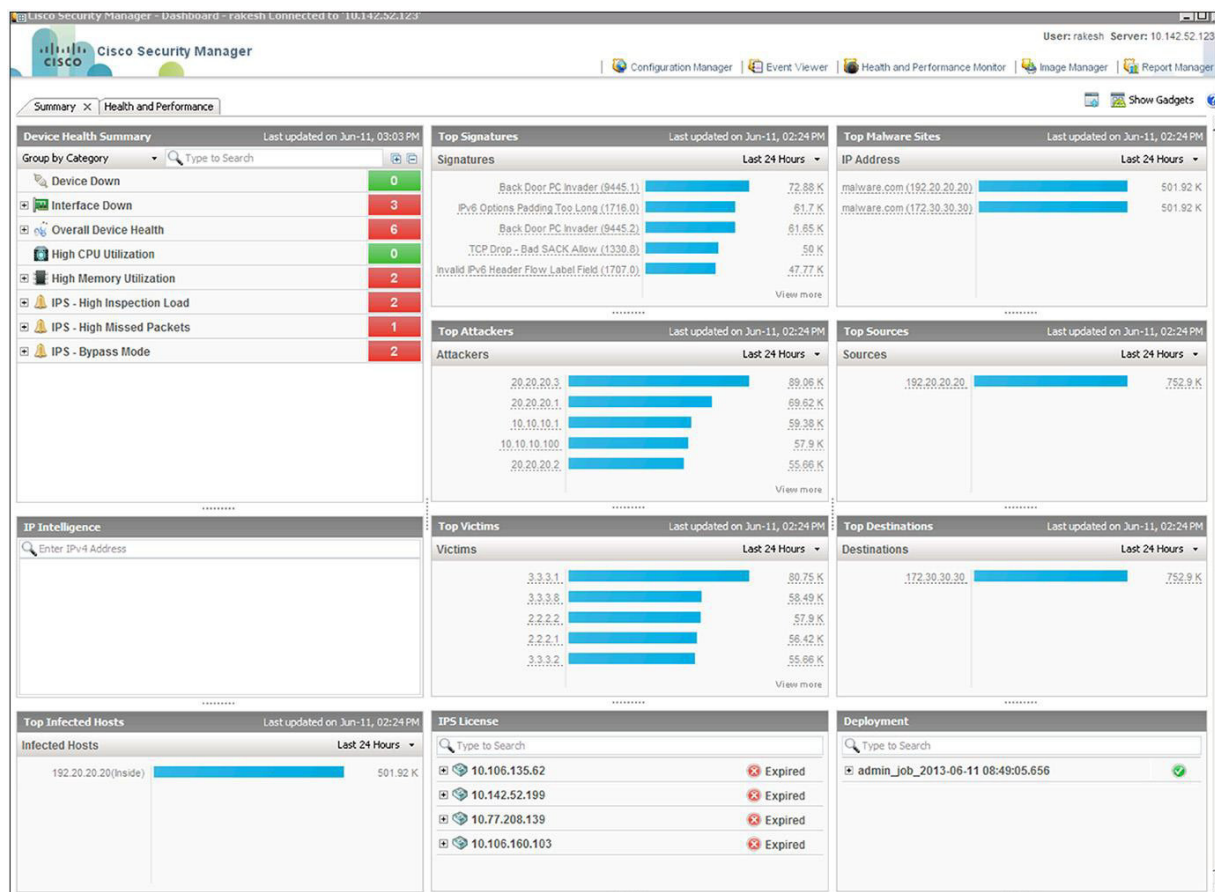 Cisco Security Manager - Dashboard - rakesh Connected to '10.142.52.123'
User: rakesh Server: 10.142.52.123
CISCO
Cisco Security Manager
Configuration Manager
Event Viewer
Health and Performance Monitor
Image Manager
Report Manager
Summary X
Health and Performance
Show Gadgets
Device Health Summary Last updated on Jun-11, 03:03 PM
Group by Category
Type to Search
Device Down 0
Interface Down 3
Overall Device Health 6
High CPU Utilization 0
High Memory Utilization 2
IPS - High Inspection Load 2
IPS - High Missed Packets 1
IPS - Bypass Mode 2
IP Intelligence
Enter IPv4 Address
Top Infected Hosts Last updated on Jun-11, 02:24 PM
Infected Hosts Last 24 Hours
192.20.20.20(Inside) 501.92 K
Top Signatures Last updated on Jun-11, 02:24 PM
Signatures Last 24 Hours
Back Door PC Invader (9445.1) 72.88 K
IPv6 Options Padding Too Long (1716.0) 61.7 K
Back Door PC Invader (9445.2) 61.65 K
TCP Drop - Bad SACK Allow (1330.8) 50 K
Invalid IPv6 Header Flow Label Field (1707.0) 47.77 K
View more
Top Attackers Last updated on Jun-11, 02:24 PM
Attackers Last 24 Hours
20.20.20.3 89.06 K
20.20.20.1 69.62 K
10.10.10.1 59.38 K
10.10.10.100 57.9 K
20.20.20.2 55.66 K
View more
Top Victims Last updated on Jun-11, 02:24 PM
Victims Last 24 Hours
3.3.3.1 80.75 K
3.3.3.8 58.49 K
2.2.2.2 57.9 K
2.2.2.1 56.42 K
3.3.3.2 55.66 K
View more
IPS License
Type to Search
10.106.135.62 Expired
10.142.52.199 Expired
10.77.208.139 Expired
10.106.160.103 Expired
Top Malware Sites Last updated on Jun-11, 02:24 PM
IP Address Last 24 Hours
malware.com (192.20.20.20) 501.92 K
malware.com (172.30.30.30) 501.92 K
Top Sources Last updated on Jun-11, 02:24 PM
Sources Last 24 Hours
192.20.20.20 752.9 K
Top Destinations Last updated on Jun-11, 02:24 PM
Destinations Last 24 Hours
172.30.30.30 752.9 K
Deployment
Type to Search
admin_job_2013-06-11 08:49:05.656